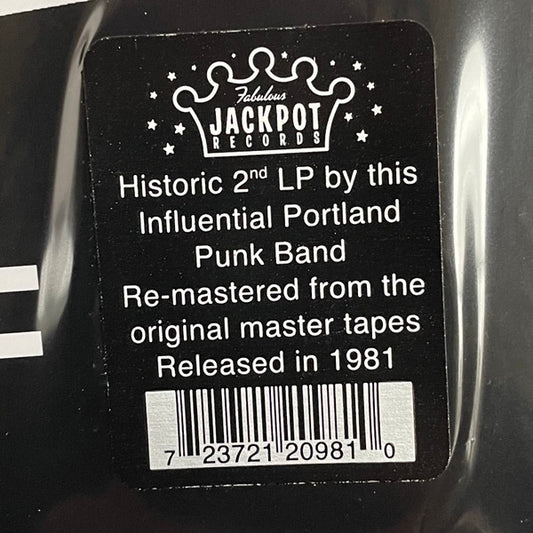 Fabulous
JACKPOT
RECORDS
Historic 2nd LP by this
Influential Portland
Punk Band
Re-mastered from the
original master tapes
Released in 1981
7 23721 20981 0